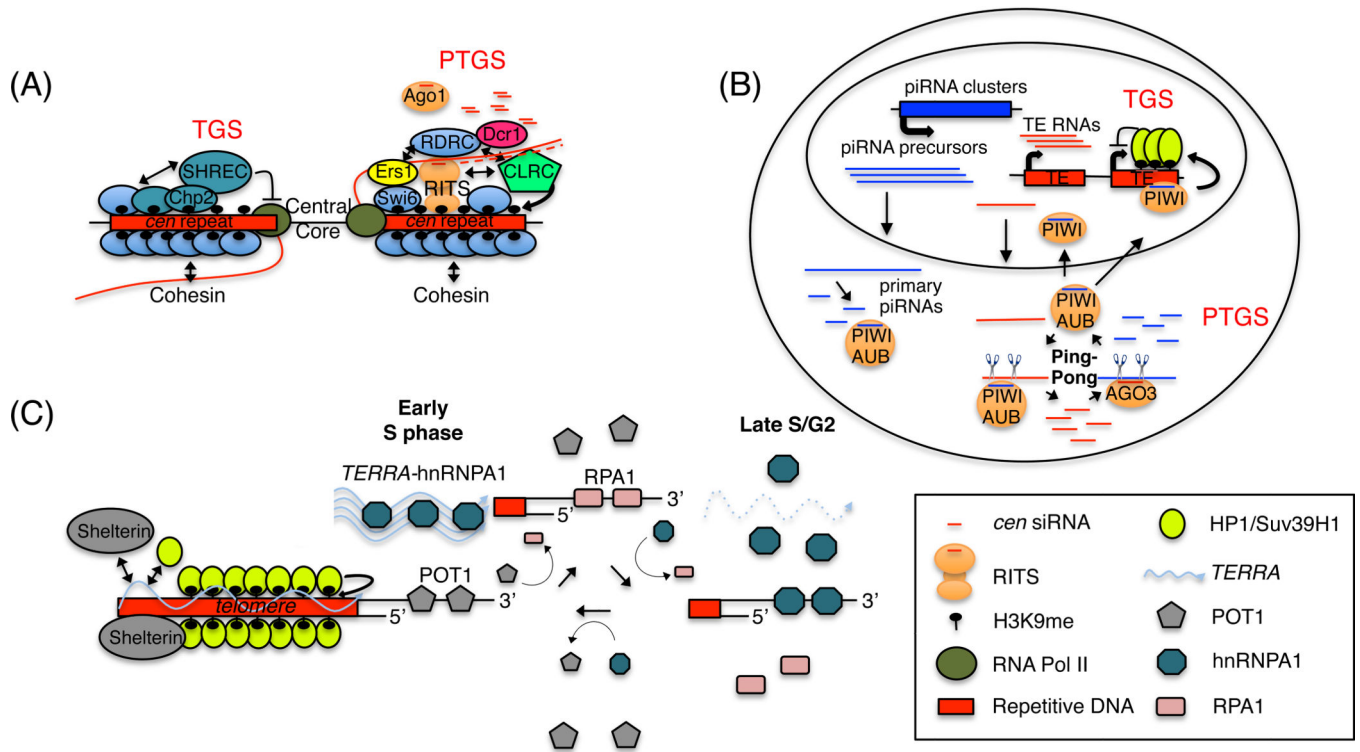 (A)
PTGS
Ago1
TGS
RDRC
Dcr1
SHREC
Ers1
CLRC
Chp2
Swi6
RITS
cen repeat
Central
Core
cen repeat
Cohesin
Cohesin
(B)
piRNA clusters
TGS
TE RNAs
piRNA precursors
TE
TE
PIWI
PIWI
primary
piRNAs
PIWI
AUB
PIWI
AUB
PTGS
Ping-
Pong
PIWI
AUB
AGO3
(C)
Early
S phase
Late S/G2
TERRA-hnRNPA1
RPA1
3’
5’
Shelterin
POT1
3’
telomere
5’
Shelterin
3’
5’
cen siRNA
HP1/Suv39H1
RITS
TERRA
H3K9me
POT1
RNA Pol II
hnRNPA1
Repetitive DNA
RPA1